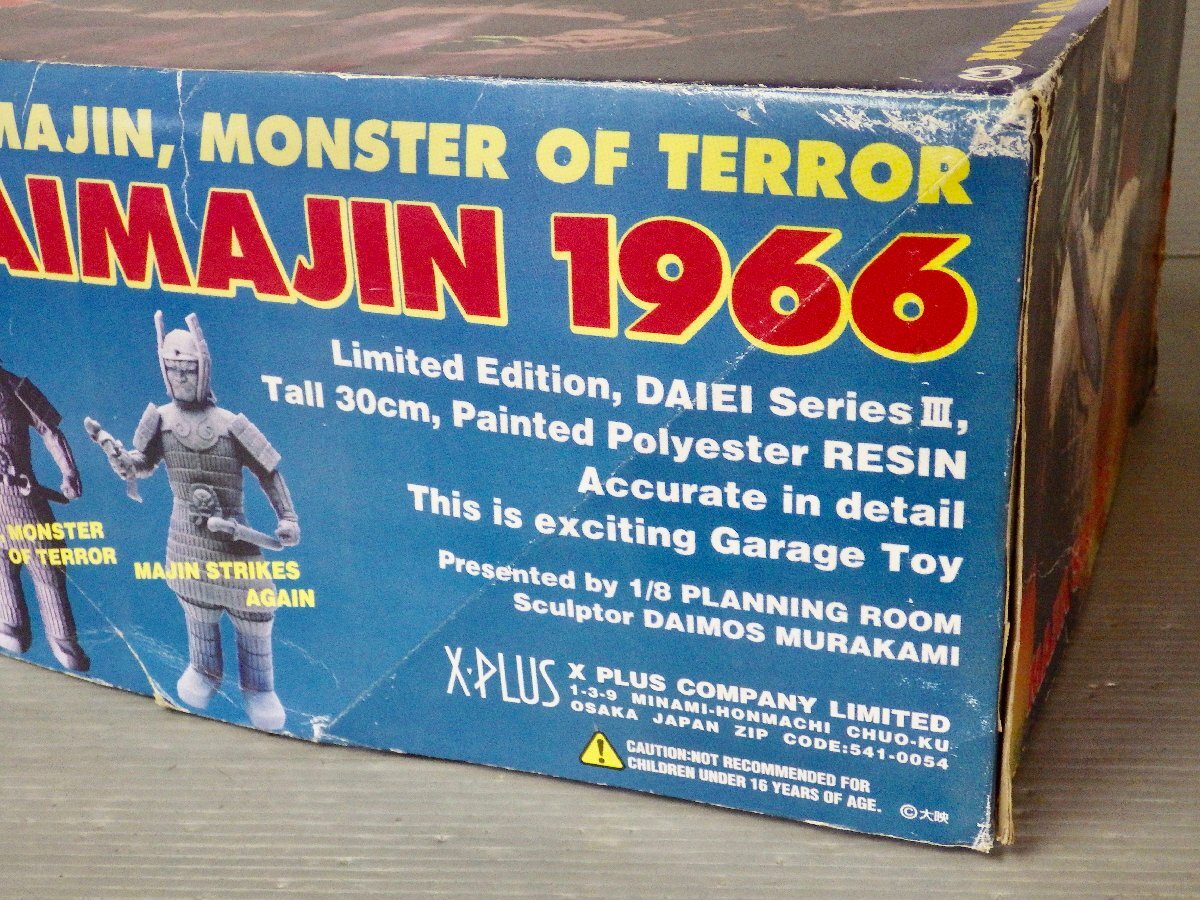 MAJIN, MONSTER OF TERROR
AIMAJIN 1966
Limited Edition, DAIEI Series III,
Tall 30cm, Painted Polyester RESIN
Accurate in detail
This is exciting Garage Toy
MONSTER
OF TERROR
MAJIN STRIKES
AGAIN
Presented by 1/8 PLANNING ROOM
Sculptor DAIMOS MURAKAMI
X·PLUS
X PLUS COMPANY LIMITED
1-3-9 MINAMI-HONMACHI CHUO-KU
OSAKA JAPAN ZIP CODE:541-0054
CAUTION:NOT RECOMMENDED FOR
CHILDREN UNDER 16 YEARS OF AGE.
©大映